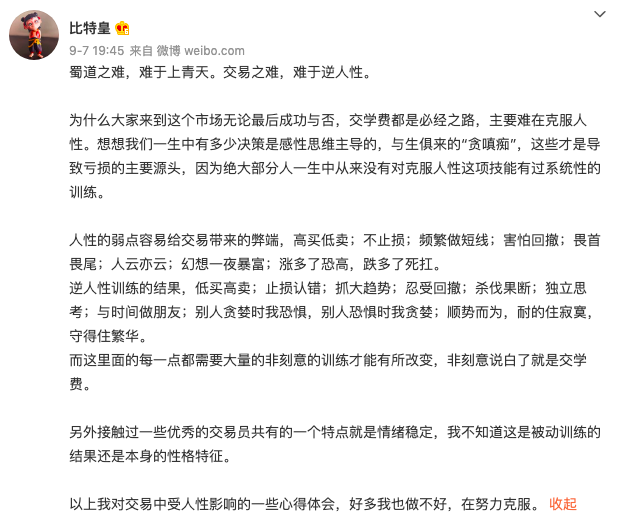 比特皇
9-7 19:45 来自 微博 weibo.com
蜀道之难，难于上青天。交易之难，难于逆人性。
为什么大家来到这个市场无论最后成功与否，交学费都是必经之路，主要难在克服人
性。想想我们一生中有多少决策是感性思维主导的，与生俱来的“贪嗔痴”，这些才是导
致亏损的主要源头，因为绝大部分人一生中从来没有对克服人性这项技能有过系统性的
训练。
人性的弱点容易给交易带来的弊端，高买低卖；不止损；频繁做短线；害怕回撤；畏首
畏尾；人云亦云；幻想一夜暴富；涨多了恐高，跌多了死扛。
逆人性训练的结果，低买高卖；止损认错；抓大趋势；忍受回撤；杀伐果断；独立思
考；与时间做朋友；别人贪婪时我恐惧，别人恐惧时我贪婪；顺势而为，耐的住寂寞，
守得住繁华。
而这里面的每一点都需要大量的非刻意的训练才能有所改变，非刻意说白了就是交学
费。
另外接触过一些优秀的交易员共有的一个特点就是情绪稳定，我不知道这是被动训练的
结果还是本身的性格特征。
以上我对交易中受人性影响的一些心得体会，好多我也做不好，在努力克服。 收起